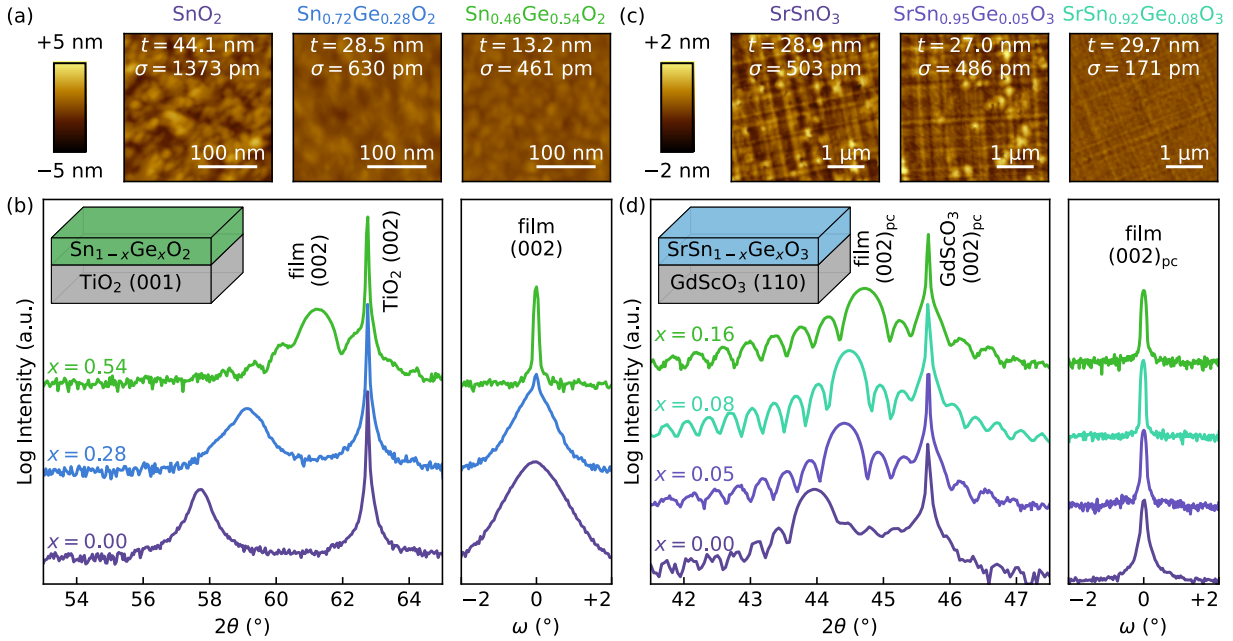 (a)
SnO₂
Sn₀.₇₂Ge₀.₂₈O₂
Sn₀.₄₆Ge₀.₅₄O₂
+5 nm
−5 nm
t = 44.1 nm
σ = 1373 pm
100 nm
t = 28.5 nm
σ = 630 pm
100 nm
t = 13.2 nm
σ = 461 pm
100 nm
(c)
SrSnO₃
SrSn₀.₉₅Ge₀.₀₅O₃
SrSn₀.₉₂Ge₀.₀₈O₃
+2 nm
−2 nm
t = 28.9 nm
σ = 503 pm
1 μm
t = 27.0 nm
σ = 486 pm
1 μm
t = 29.7 nm
σ = 171 pm
1 μm
(b)
Sn₁₋ₓGeₓO₂
TiO₂ (001)
film
(002)
TiO₂ (002)
x = 0.54
x = 0.28
x = 0.00
Log Intensity (a.u.)
54 56 58 60 62 64
2θ (°)
film
(002)
−2 0 +2
ω (°)
(d)
SrSn₁₋ₓGeₓO₃
GdScO₃ (110)
film
(002)pc
GdScO₃
(002)pc
x = 0.16
x = 0.08
x = 0.05
x = 0.00
Log Intensity (a.u.)
42 43 44 45 46 47
2θ (°)
film
(002)pc
−2 0 +2
ω (°)